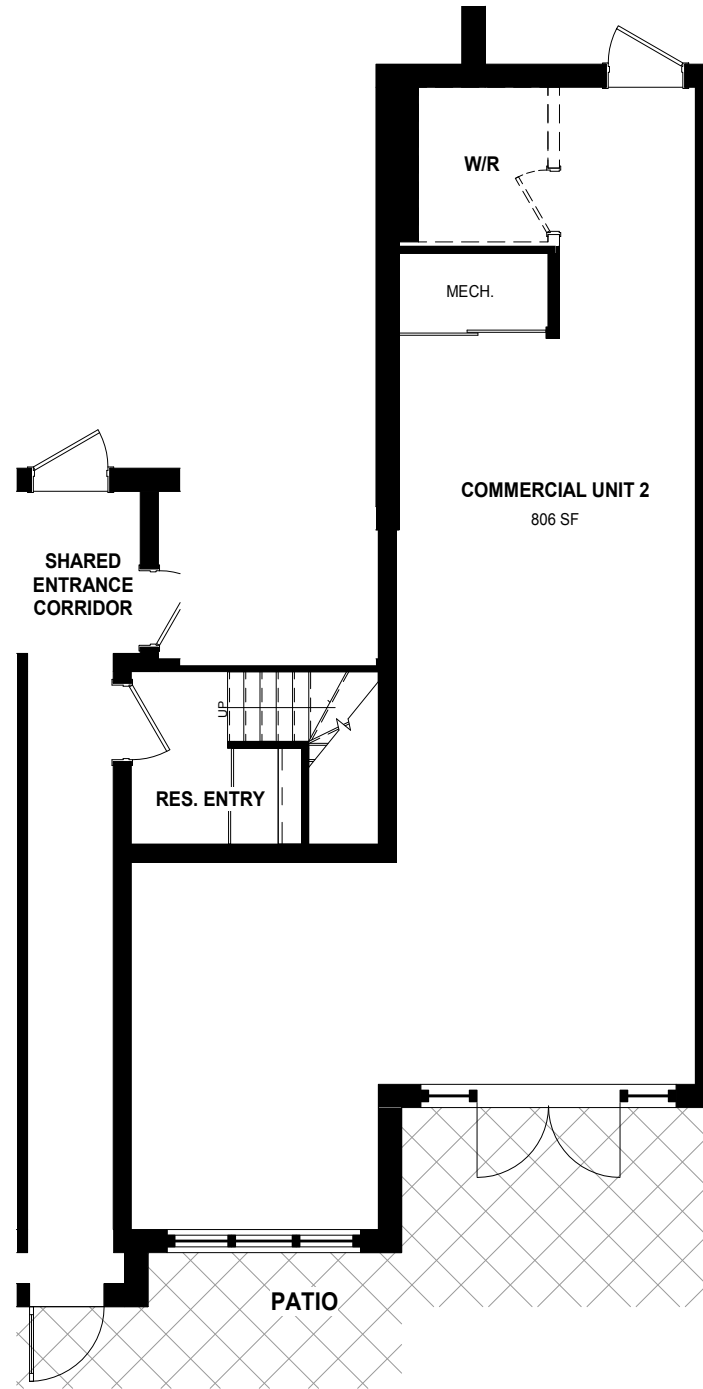 W/R
MECH.
COMMERCIAL UNIT 2
806 SF
SHARED
ENTRANCE
CORRIDOR
UP
RES. ENTRY
PATIO